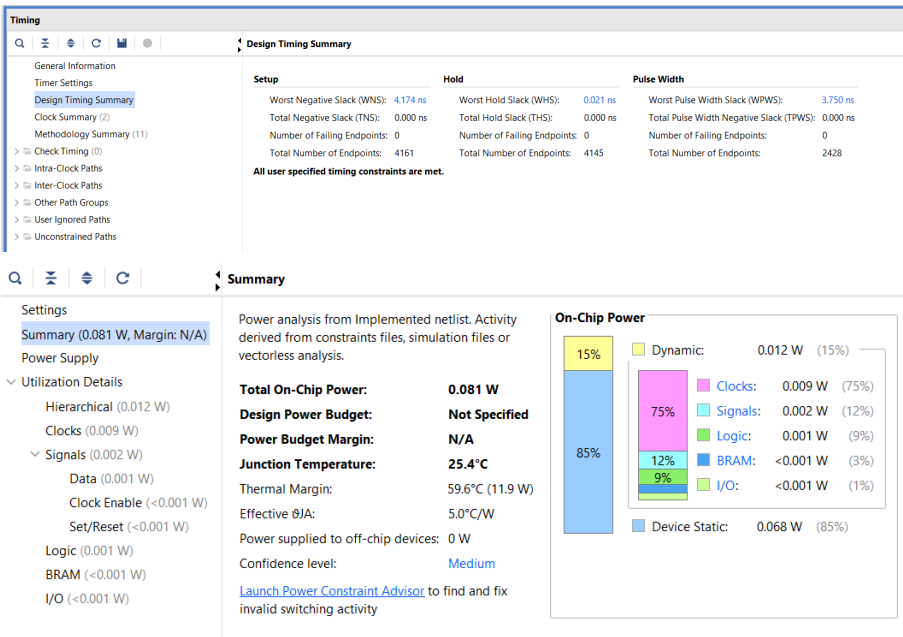 Timing
Design Timing Summary
General Information
Timer Settings
Design Timing Summary
Clock Summary (2)
Methodology Summary (11)
Check Timing (0)
Intra-Clock Paths
Inter-Clock Paths
Other Path Groups
User Ignored Paths
Unconstrained Paths
Setup Hold Pulse Width
Worst Negative Slack (WNS): 4.174 ns Worst Hold Slack (WHS): 0.021 ns Worst Pulse Width Slack (WPWS): 3.750 ns
Total Negative Slack (TNS): 0.000 ns Total Hold Slack (THS): 0.000 ns Total Pulse Width Negative Slack (TPWS): 0.000 ns
Number of Failing Endpoints: 0 Number of Failing Endpoints: 0 Number of Failing Endpoints: 0
Total Number of Endpoints: 4161 Total Number of Endpoints: 4145 Total Number of Endpoints: 2428
All user specified timing constraints are met.
Summary
Settings
Summary (0.081 W, Margin: N/A)
Power Supply
Utilization Details
Hierarchical (0.012 W)
Clocks (0.009 W)
Signals (0.002 W)
Data (0.001 W)
Clock Enable (<0.001 W)
Set/Reset (<0.001 W)
Logic (0.001 W)
BRAM (<0.001 W)
I/O (<0.001 W)
Power analysis from Implemented netlist. Activity
derived from constraints files, simulation files or
vectorless analysis.
Total On-Chip Power: 0.081 W
Design Power Budget: Not Specified
Power Budget Margin: N/A
Junction Temperature: 25.4°C
Thermal Margin: 59.6°C (11.9 W)
Effective ϑJA: 5.0°C/W
Power supplied to off-chip devices: 0 W
Confidence level: Medium
Launch Power Constraint Advisor to find and fix
invalid switching activity
On-Chip Power
15%
85%
Dynamic: 0.012 W (15%)
75%
12%
9%
Clocks: 0.009 W (75%)
Signals: 0.002 W (12%)
Logic: 0.001 W (9%)
BRAM: <0.001 W (3%)
I/O: <0.001 W (1%)
Device Static: 0.068 W (85%)